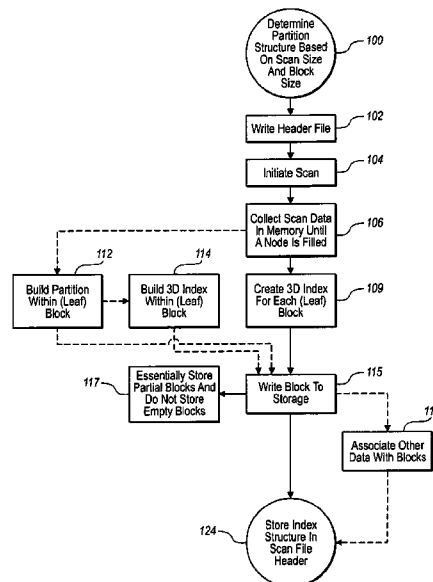 Determine
Partition
Structure Based
On Scan Size
And Block
Size
100
Write Header File
102
Initiate Scan
104
Collect Scan Data
In Memory Until
A Node Is Filled
106
112
Build Partition
Within (Leaf)
Block
114
Build 3D Index
Within (Leaf)
Block
Create 3D Index
For Each (Leaf)
Block
109
117
Essentially Store
Partial Blocks And
Do Not Store
Empty Blocks
Write Block To
Storage
115
Associate Other
Data With Blocks
124
Store Index
Structure In
Scan File
Header